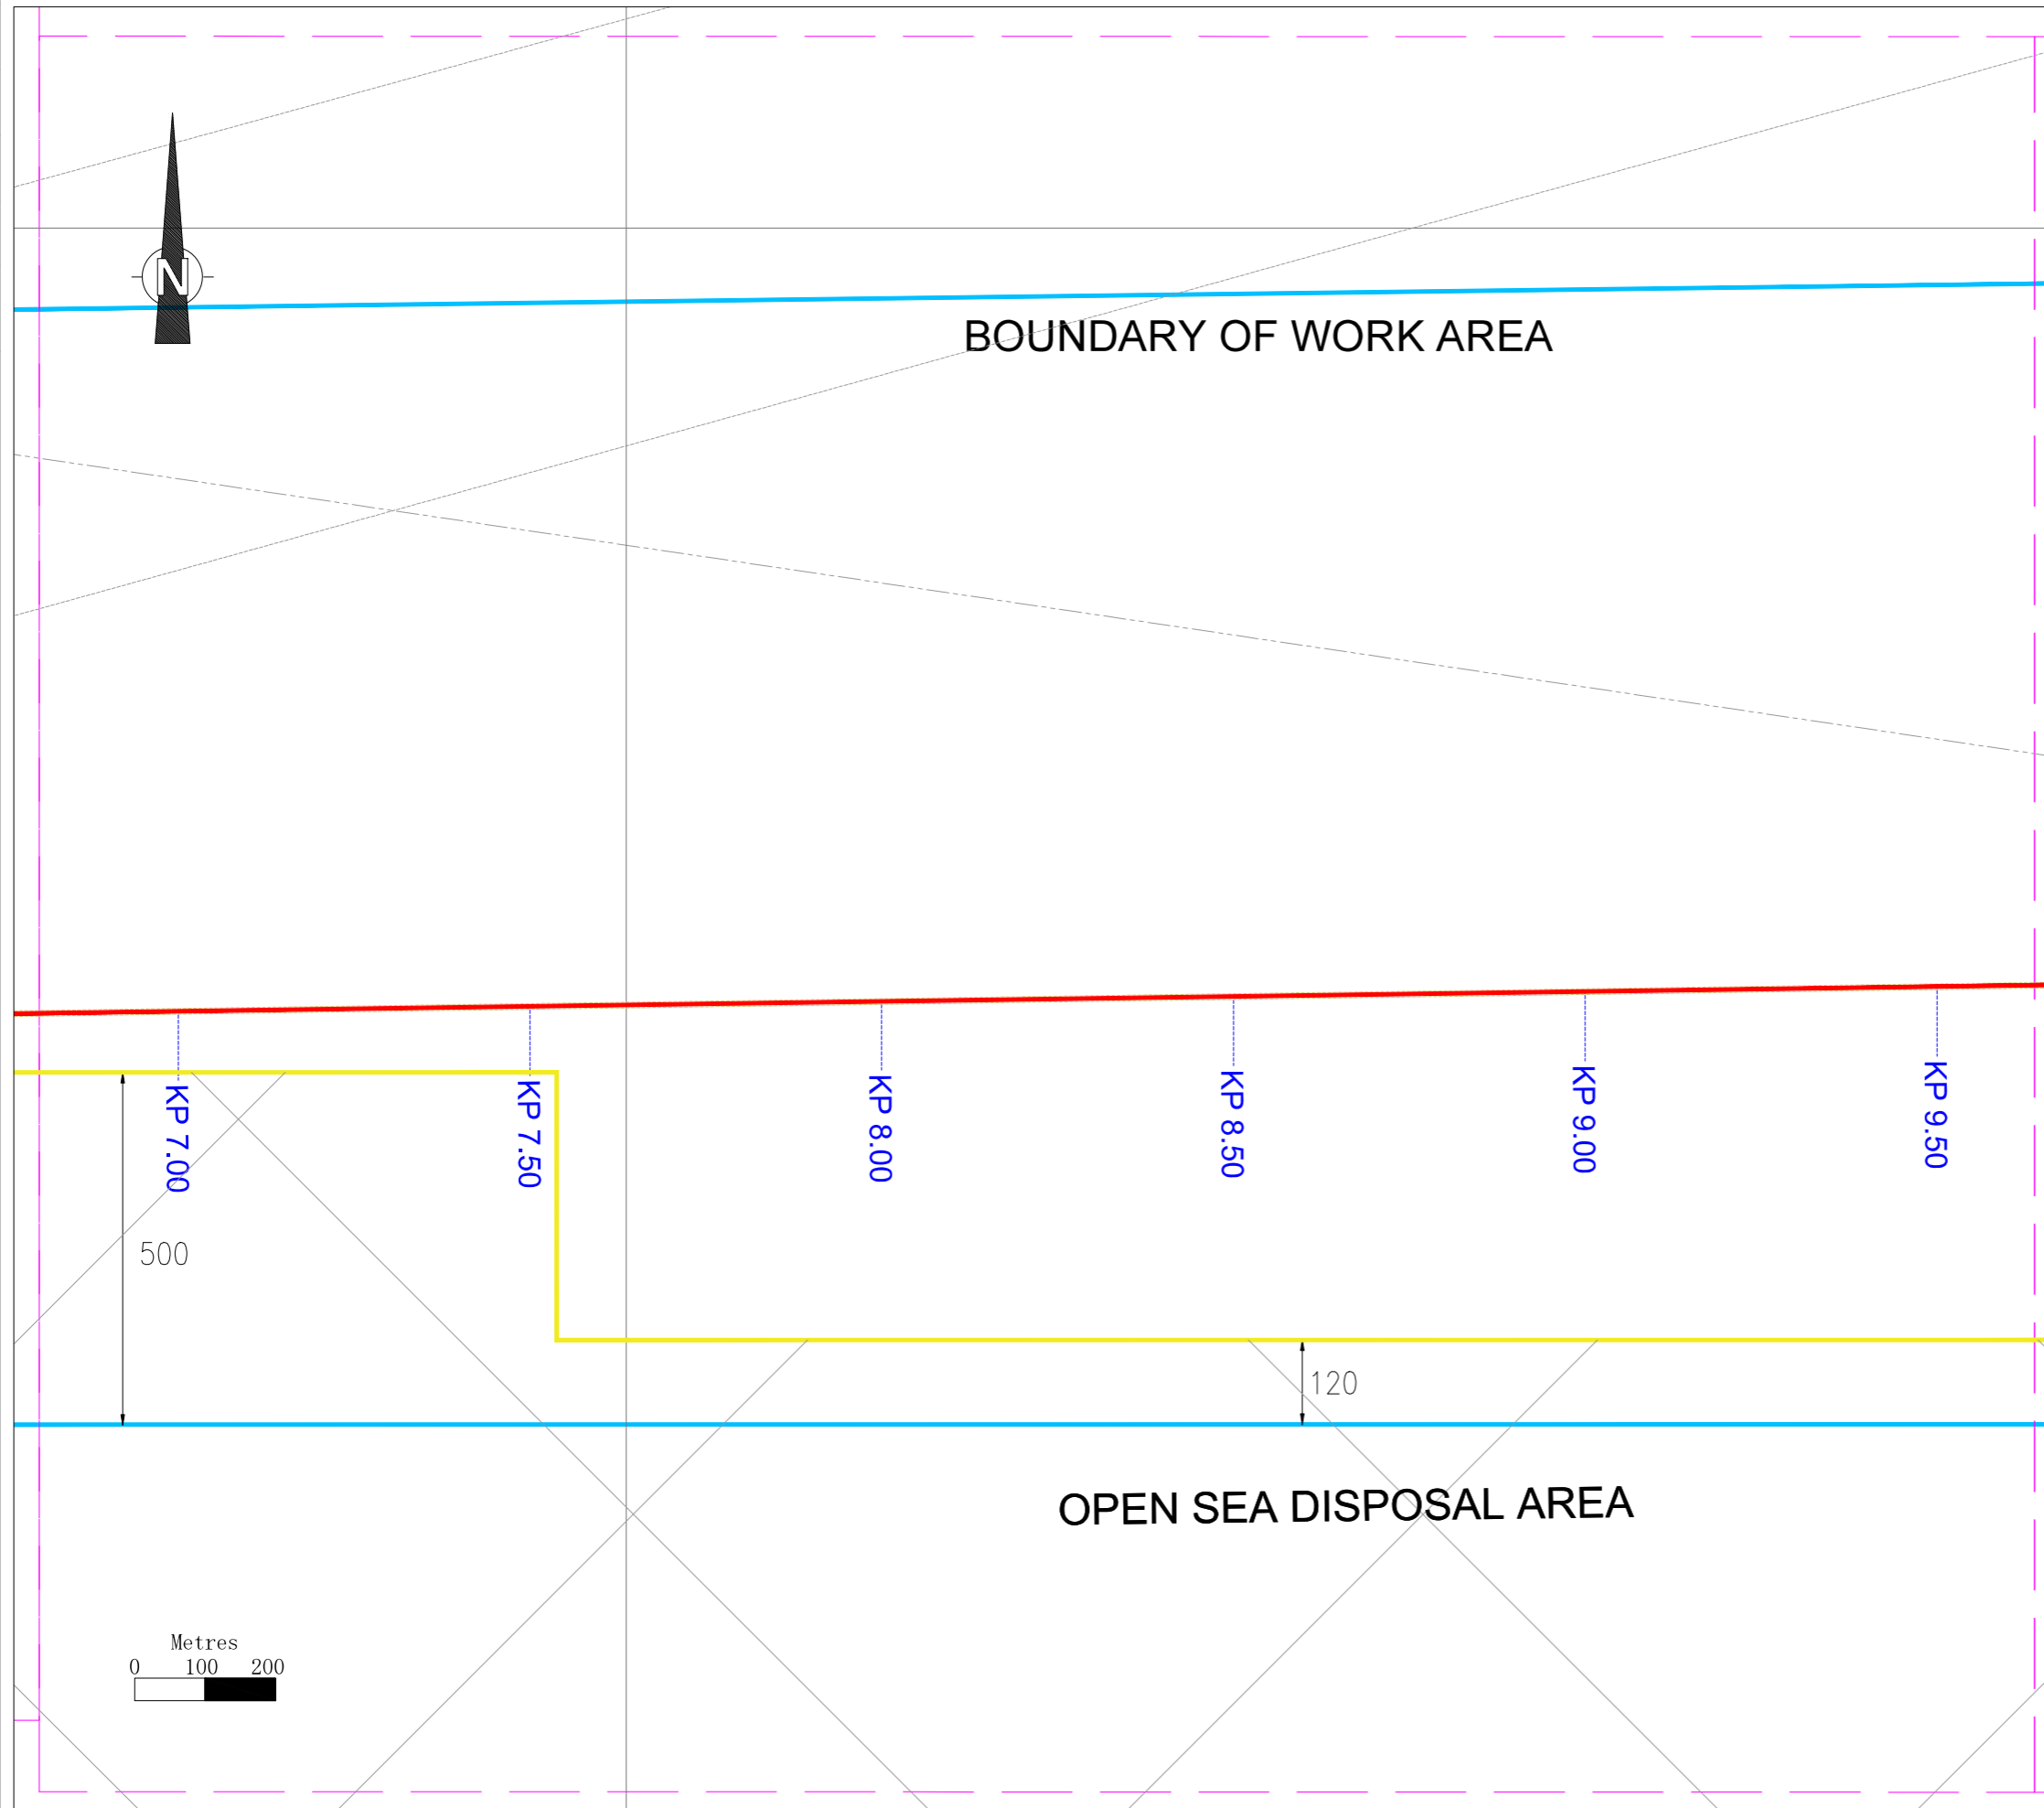 N
BOUNDARY OF WORK AREA
KP 7.00
KP 7.50
KP 8.00
KP 8.50
KP 9.00
KP 9.50
500
120
OPEN SEA DISPOSAL AREA
Metres
0 100 200